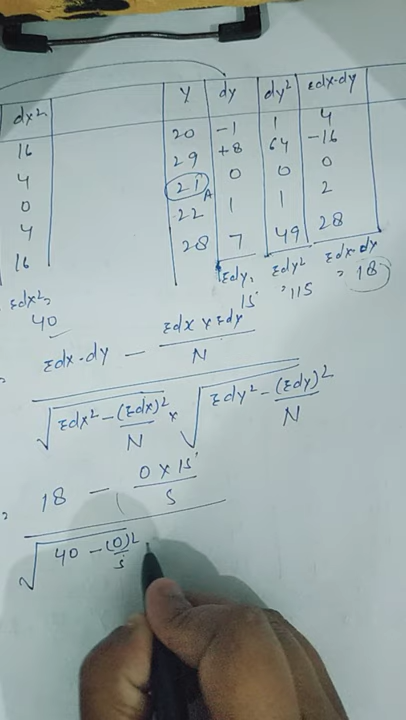 dx² Y dy dy² Σdx-dy
16 20 -1 1 4
4 29 +8 64 -16
0 21 A 0 0 0
4 22 1 1 2
16 28 7 49 28
Σdx² = 40 Σdy = 15 Σdy² = 115 Σdx-dy = 18
= Σdx-dy - Σdx x Σdy / N
√Σdx² - (Σdx)² / N x √Σdy² - (Σdy)² / N
= 18 - 0 x 15 / 5
√40 - (0)² / 5